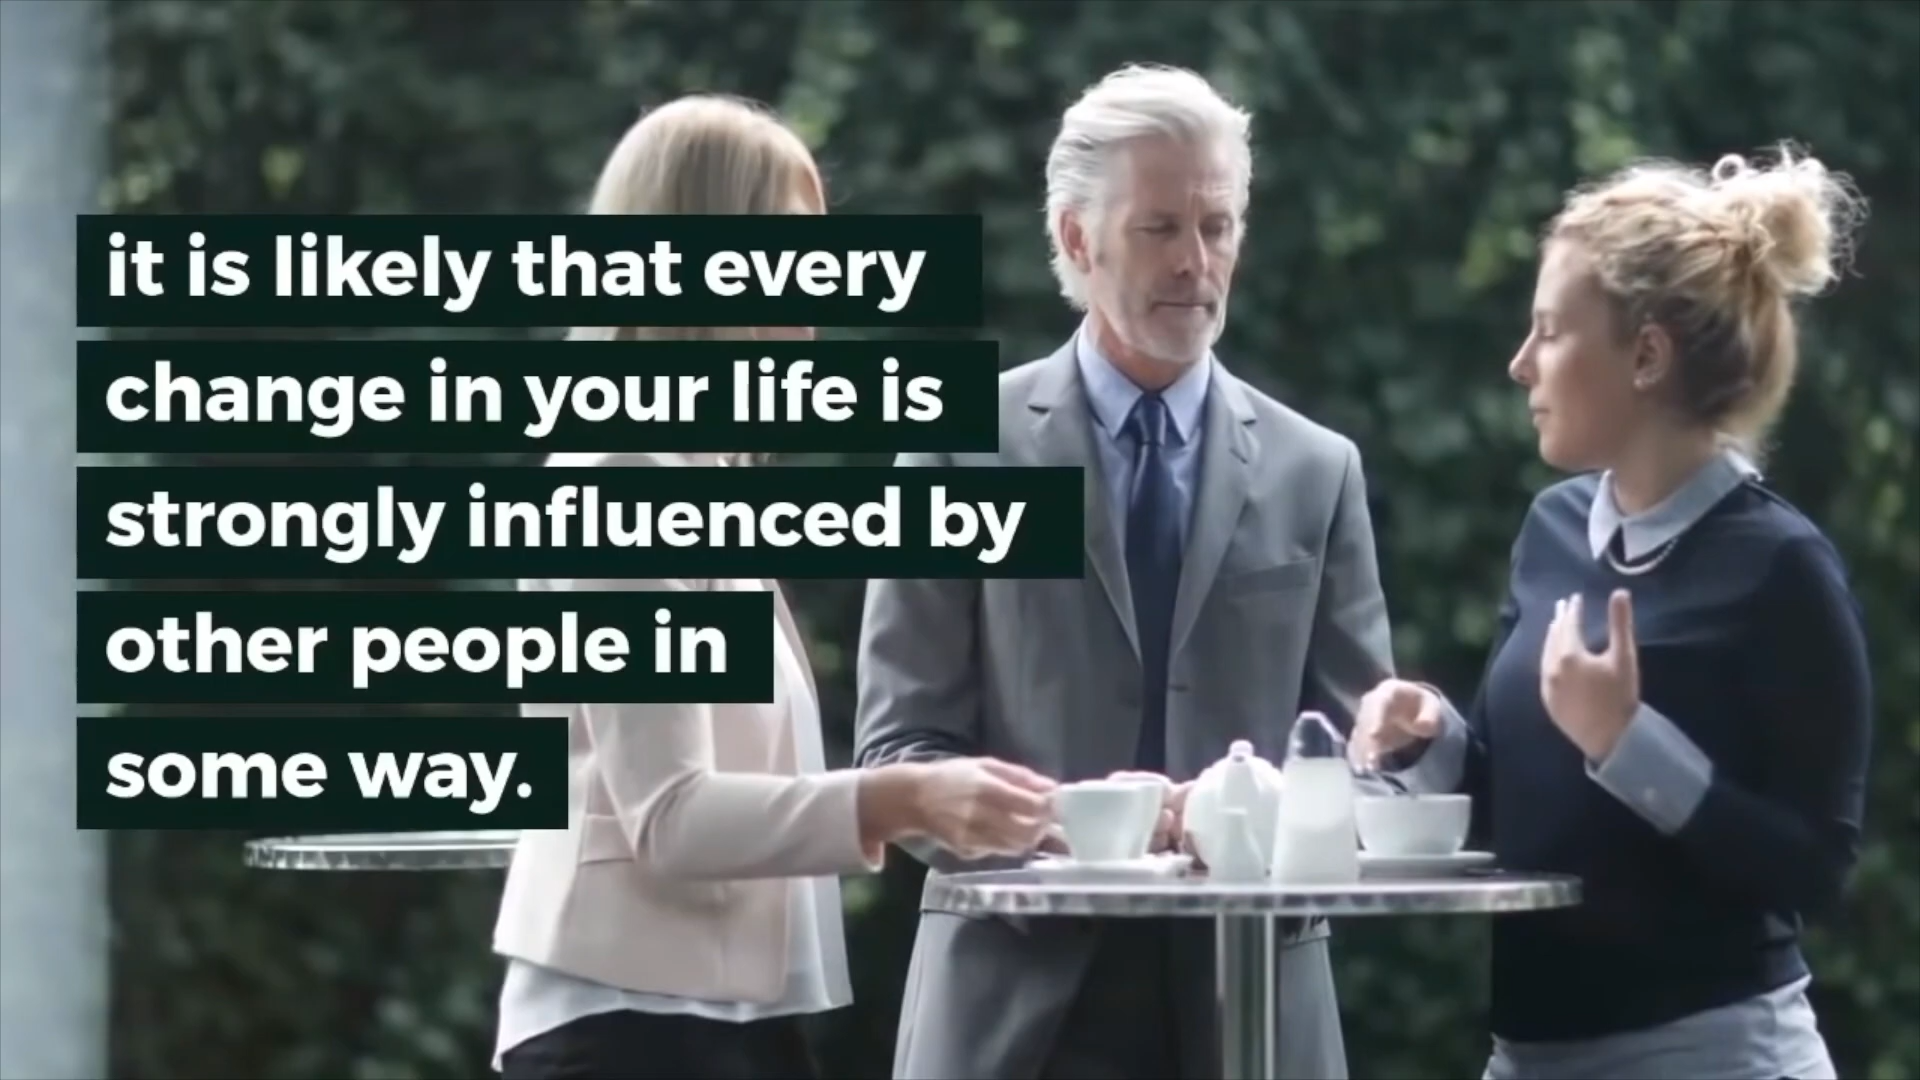 it is likely that every
change in your life is
strongly influenced by
other people in
some way.